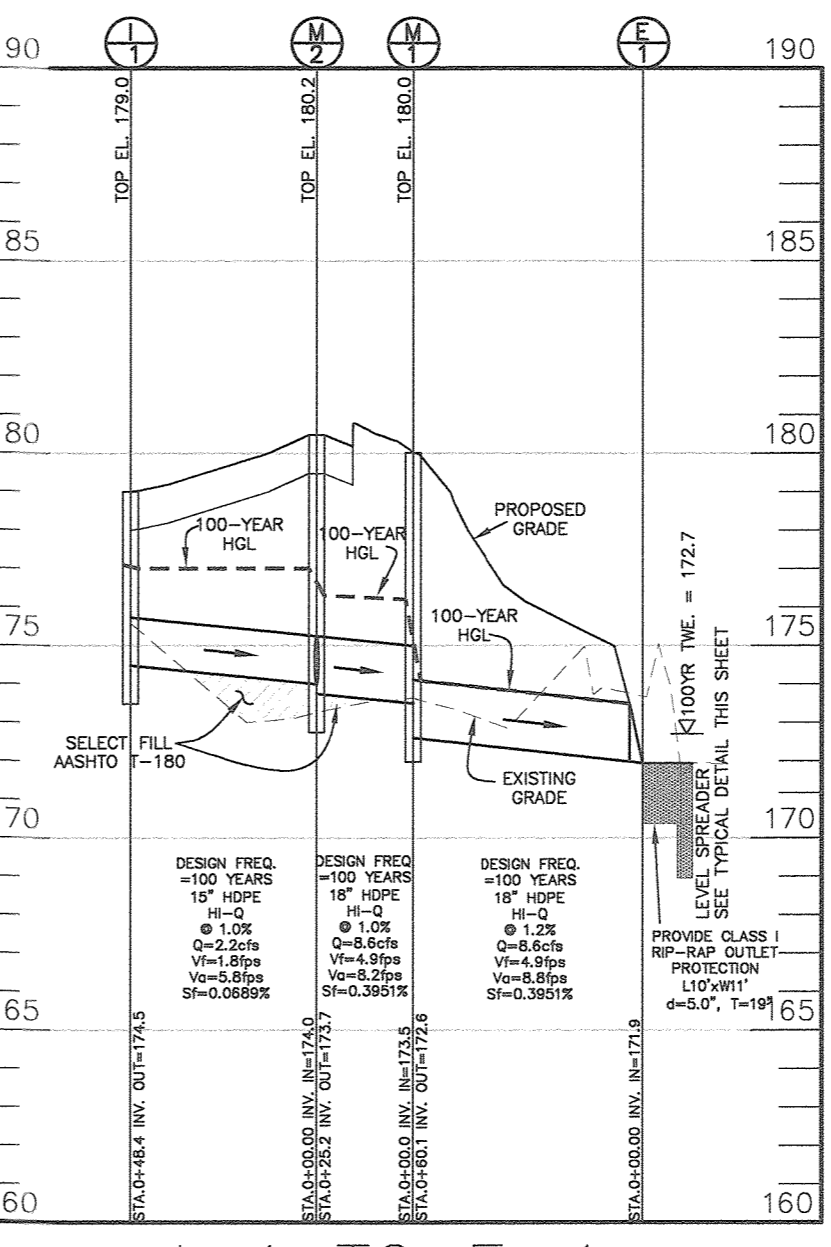 I
1
M
2
M
1
E
1
90
190
TOP EL. 179.0
TOP EL. 180.2
TOP EL. 180.0
85
185
80
180
PROPOSED
GRADE
100-YEAR
HGL
100-YEAR
HGL
100-YEAR
HGL
100YR TWE. = 172.7
75
175
SELECT FILL
AASHTO T-180
EXISTING
GRADE
LEVEL SPREADER
SEE TYPICAL DETAIL THIS SHEET
70
170
DESIGN FREQ.
=100 YEARS
15" HDPE
HI-Q
@ 1.0%
Q=2.2cfs
Vf=1.8fps
Va=5.8fps
Sf=0.0689%
DESIGN FREQ
=100 YEARS
18" HDPE
HI-Q
@ 1.0%
Q=8.6cfs
Vf=4.9fps
Va=8.2fps
Sf=0.3951%
DESIGN FREQ.
=100 YEARS
18" HDPE
HI-Q
@ 1.2%
Q=8.6cfs
Vf=4.9fps
Va=8.8fps
Sf=0.3951%
PROVIDE CLASS I
RIP-RAP OUTLET
PROTECTION
L10'xW11'
d=5.0", T=19"
65
165
STA.0+48.4 INV. OUT=174.5
STA.0+00.00 INV. IN=174.0
STA.0+25.2 INV. OUT=173.7
STA.0+00.0 INV. IN=173.5
STA.0+60.1 INV. OUT=172.6
STA.0+00.00 INV. IN=171.9
60
160